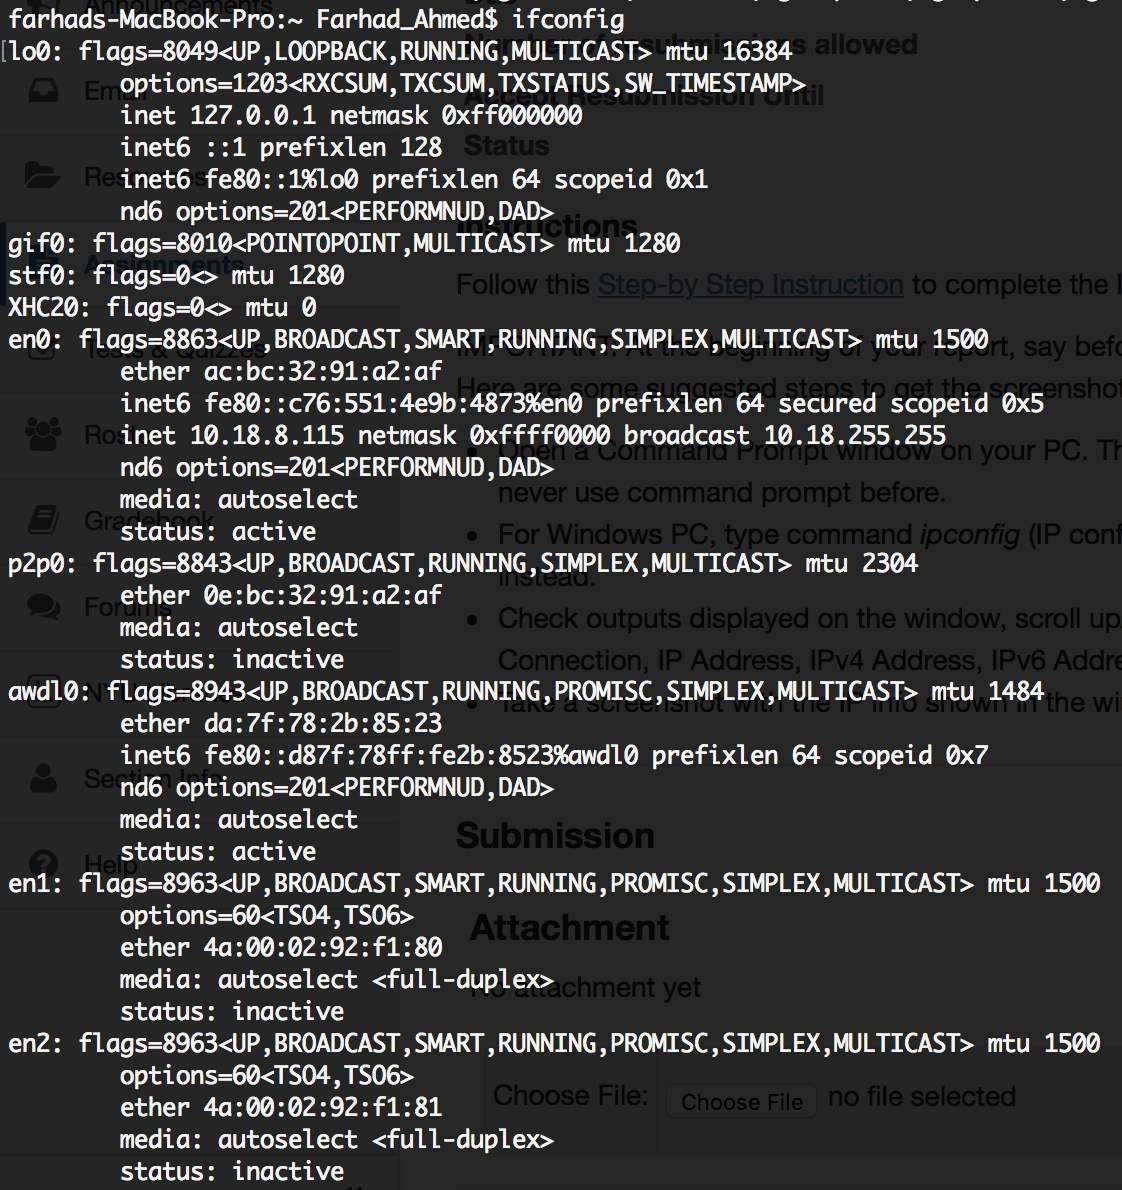 farhads-MacBook-Pro:~ Farhad_Ahmed$ ifconfig
lo0: flags=8049<UP,LOOPBACK,RUNNING,MULTICAST> mtu 16384
options=1203<RXCSUM,TXCSUM,TXSTATUS,SW_TIMESTAMP>
inet 127.0.0.1 netmask 0xff000000
inet6 ::1 prefixlen 128
inet6 fe80::1%lo0 prefixlen 64 scopeid 0x1
nd6 options=201<PERFORMNUD,DAD>
gif0: flags=8010<POINTOPOINT,MULTICAST> mtu 1280
stf0: flags=0<> mtu 1280
XHC20: flags=0<> mtu 0
en0: flags=8863<UP,BROADCAST,SMART,RUNNING,SIMPLEX,MULTICAST> mtu 1500
ether ac:bc:32:91:a2:af
inet6 fe80::c76:551:4e9b:4873%en0 prefixlen 64 secured scopeid 0x5
inet 10.18.8.115 netmask 0xffff0000 broadcast 10.18.255.255
nd6 options=201<PERFORMNUD,DAD>
media: autoselect
status: active
p2p0: flags=8843<UP,BROADCAST,RUNNING,SIMPLEX,MULTICAST> mtu 2304
ether 0e:bc:32:91:a2:af
media: autoselect
status: inactive
awdl0: flags=8943<UP,BROADCAST,RUNNING,PROMISC,SIMPLEX,MULTICAST> mtu 1484
ether da:7f:78:2b:85:23
inet6 fe80::d87f:78ff:fe2b:8523%awdl0 prefixlen 64 scopeid 0x7
nd6 options=201<PERFORMNUD,DAD>
media: autoselect
status: active
en1: flags=8963<UP,BROADCAST,SMART,RUNNING,PROMISC,SIMPLEX,MULTICAST> mtu 1500
options=60<TSO4,TSO6>
ether 4a:00:02:92:f1:80
media: autoselect <full-duplex>
status: inactive
en2: flags=8963<UP,BROADCAST,SMART,RUNNING,PROMISC,SIMPLEX,MULTICAST> mtu 1500
options=60<TSO4,TSO6>
ether 4a:00:02:92:f1:81
media: autoselect <full-duplex>
status: inactive
Announcements
Email
Assignments
Tests & Quizzes
Gradebook
Forums
Section Info
Help
Number of resubmissions allowed
Accept Resubmission Until
Status
Instructions
Follow this Step-by Step Instruction to complete the
IMPORTANT: At the beginning of your report, say
Here are some suggested steps to get the
Open a Command Prompt window on your PC.
never use command prompt before.
For Windows PC, type command ipconfig (IP
instead.
Check outputs displayed on the window, scroll
Connection, IP Address, IPv4 Address, IPv6
Take a screenshot with the IP info shown in the
Submission
Attachment
No attachment yet
Choose File: Choose File no file selected